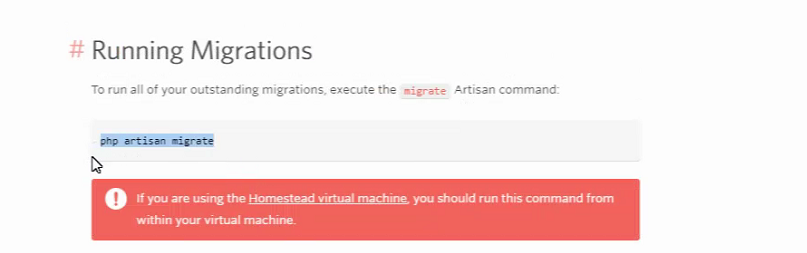 # Running Migrations
To run all of your outstanding migrations, execute the migrate Artisan command:
php artisan migrate
If you are using the Homestead virtual machine, you should run this command from
within your virtual machine.